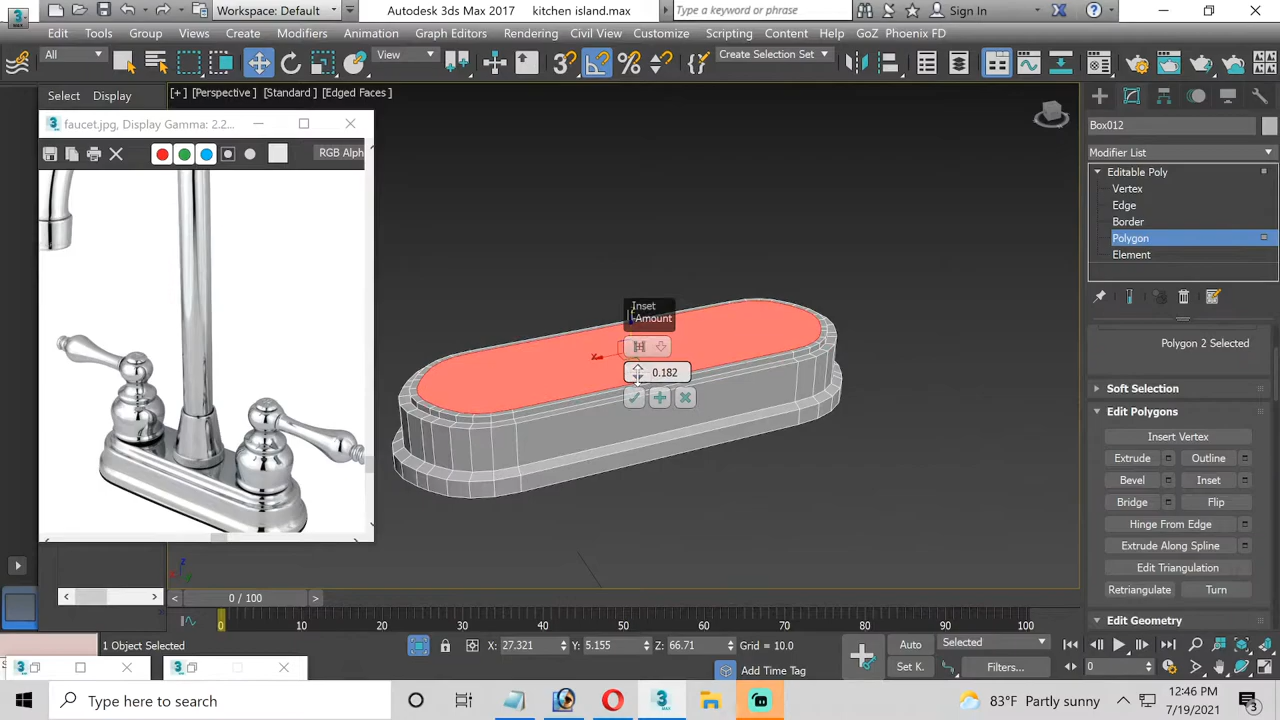 Workspace: Default
Autodesk 3ds Max 2017
kitchen island.max
Type a keyword or phrase
Sign In
Edit
Tools
Group
Views
Create
Modifiers
Animation
Graph Editors
Rendering
Civil View
Customize
Scripting
Content
Help
GoZ
Phoenix FD
All
View
Create Selection Set
Select
Display
[+] [Perspective] [Standard] [Edged Faces]
faucet.jpg, Display Gamma: 2.2...
RGB Alph
Box012
Modifier List
Editable Poly
Vertex
Edge
Border
Polygon
Element
Inset
Amount
0.182
Polygon 2 Selected
Soft Selection
Edit Polygons
Insert Vertex
Extrude
Outline
Bevel
Inset
Bridge
Flip
Hinge From Edge
Extrude Along Spline
Edit Triangulation
Retriangulate
Turn
Edit Geometry
0 / 100
0
10
20
30
40
50
60
70
80
90
100
1 Object Selected
X: 27.321
Y: 5.155
Z: 66.71
Grid = 10.0
Add Time Tag
Auto
Selected
Set K.
Filters...
0
Type here to search
83°F Partly sunny
12:46 PM
7/19/2021
3